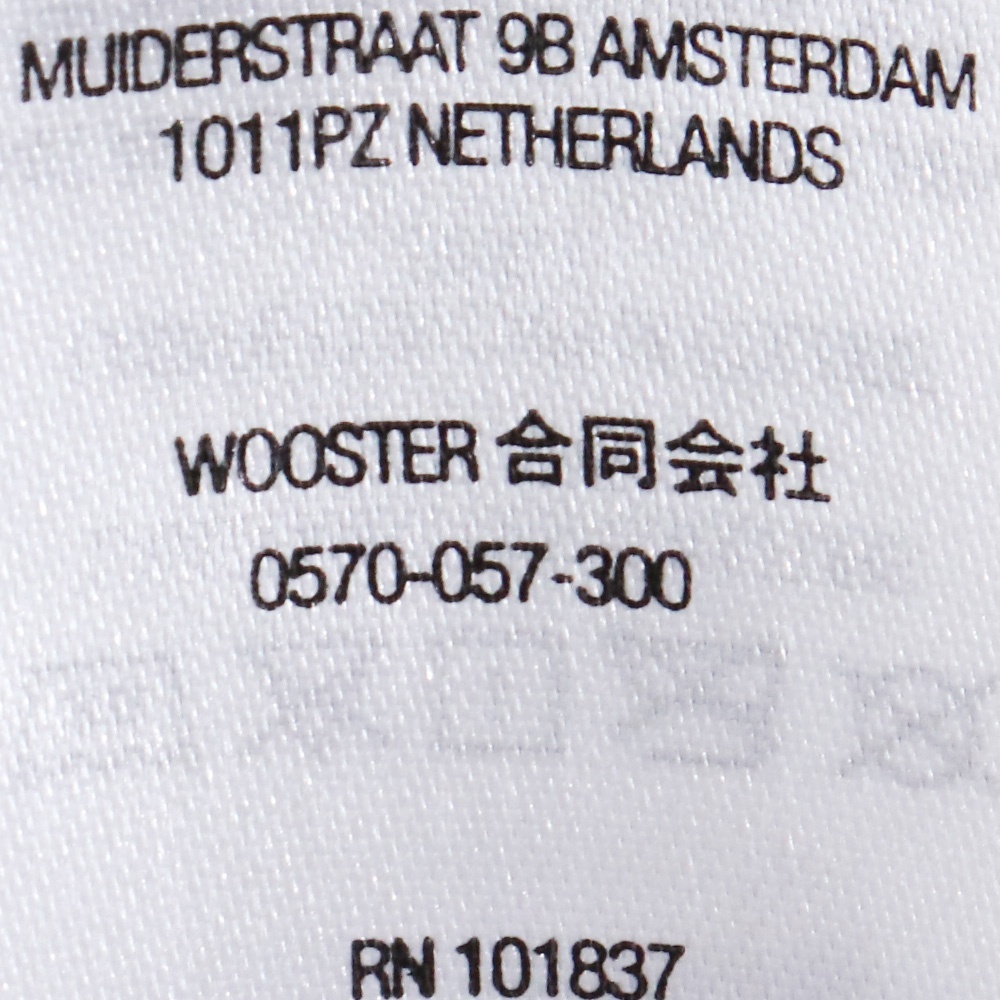 MUIDERSTRAAT 9B AMSTERDAM
1011PZ NETHERLANDS
WOOSTER 合同会社
0570-057-300
RN 101837